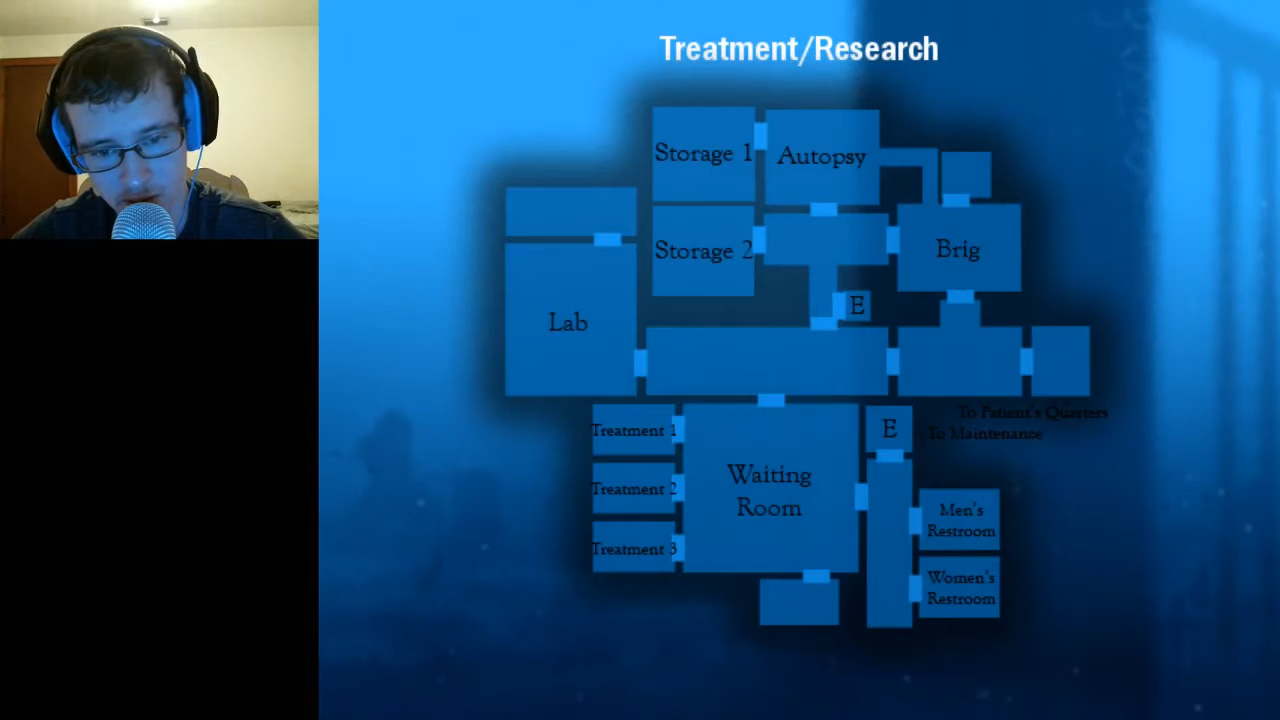 Treatment/Research
Storage 1
Autopsy
Storage 2
Brig
E
Lab
To Patient's Quarters
To Maintenance
Treatment 1
E
Waiting
Room
Treatment 2
Men's
Restroom
Treatment 3
Women's
Restroom